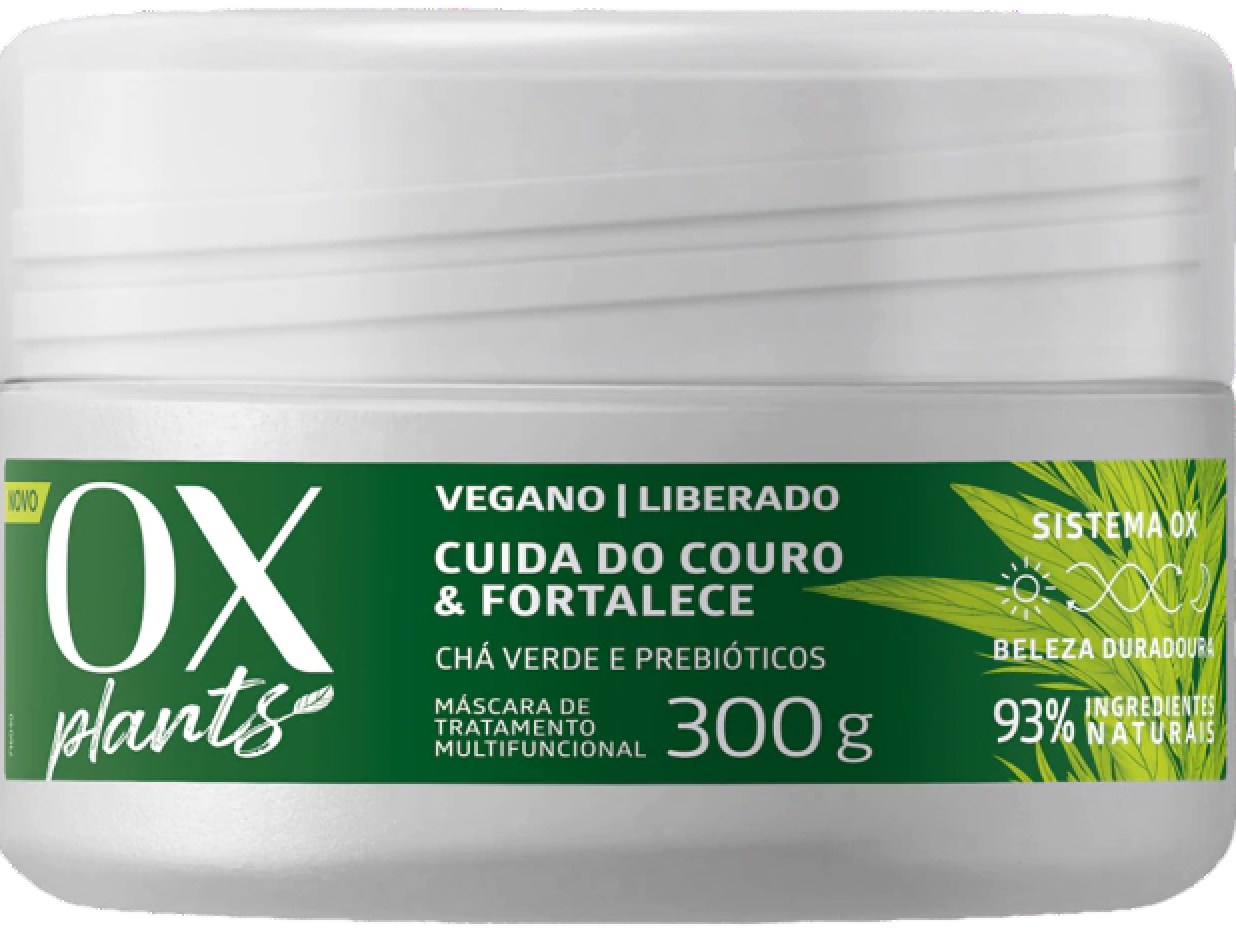 NOVO
OX
plants
VEGANO | LIBERADO
CUIDA DO COURO
& FORTALECE
CHÁ VERDE E PREBIÓTICOS
MÁSCARA DE
TRATAMENTO
MULTIFUNCIONAL
300 g
SISTEMA OX
BELEZA DURADOURA
93% INGREDIENTES
NATURAIS